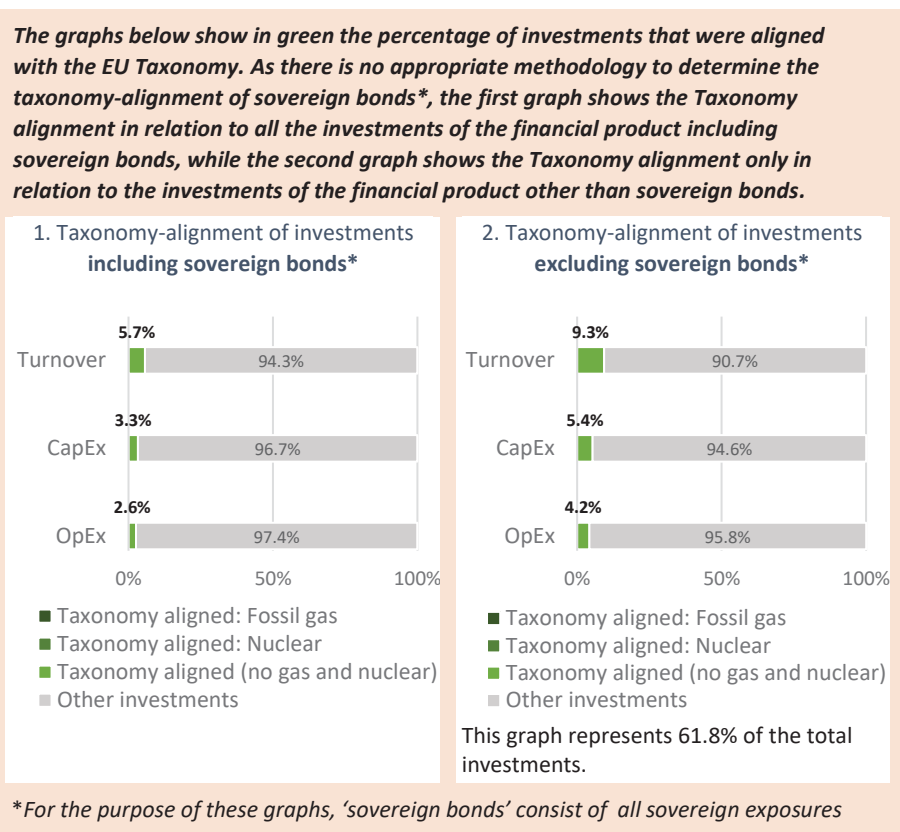 The graphs below show in green the percentage of investments that were aligned
with the EU Taxonomy. As there is no appropriate methodology to determine the
taxonomy-alignment of sovereign bonds*, the first graph shows the Taxonomy
alignment in relation to all the investments of the financial product including
sovereign bonds, while the second graph shows the Taxonomy alignment only in
relation to the investments of the financial product other than sovereign bonds.
1. Taxonomy-alignment of investments
including sovereign bonds*
5.7%
Turnover
94.3%
3.3%
CapEx
96.7%
2.6%
OpEx
97.4%
0% 50% 100%
Taxonomy aligned: Fossil gas
Taxonomy aligned: Nuclear
Taxonomy aligned (no gas and nuclear)
Other investments
2. Taxonomy-alignment of investments
excluding sovereign bonds*
9.3%
Turnover
90.7%
5.4%
CapEx
94.6%
4.2%
OpEx
95.8%
0% 50% 100%
Taxonomy aligned: Fossil gas
Taxonomy aligned: Nuclear
Taxonomy aligned (no gas and nuclear)
Other investments
This graph represents 61.8% of the total
investments.
*For the purpose of these graphs, ‘sovereign bonds’ consist of all sovereign exposures